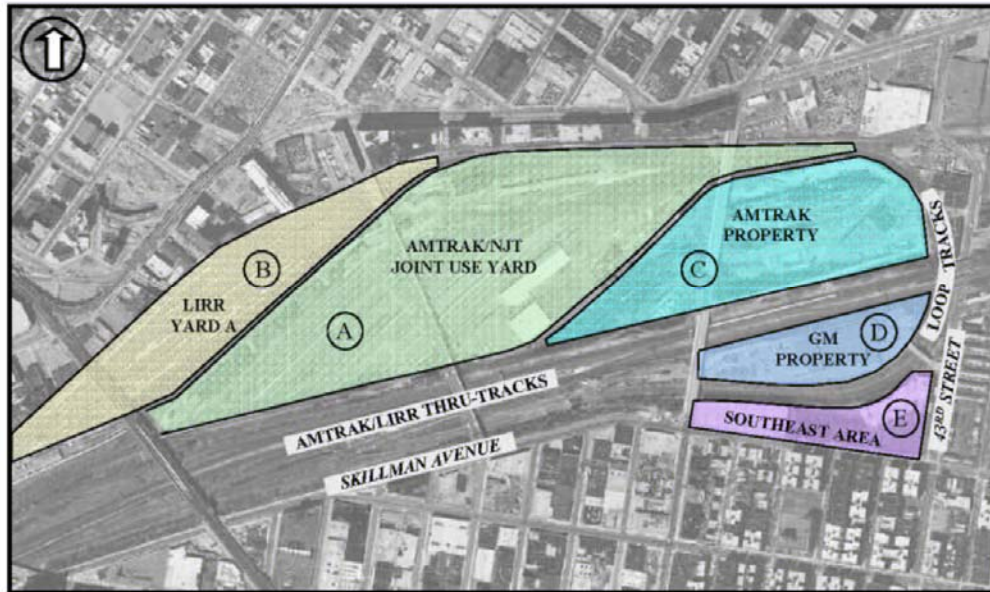 B
LIRR
YARD A
AMTRAK/NJT
JOINT USE YARD
A
AMTRAK
PROPERTY
C
LOOP TRACKS
D
GM
PROPERTY
43RD STREET
E
SOUTHEAST AREA
AMTRAK/LIRR THRU-TRACKS
SKILLMAN AVENUE